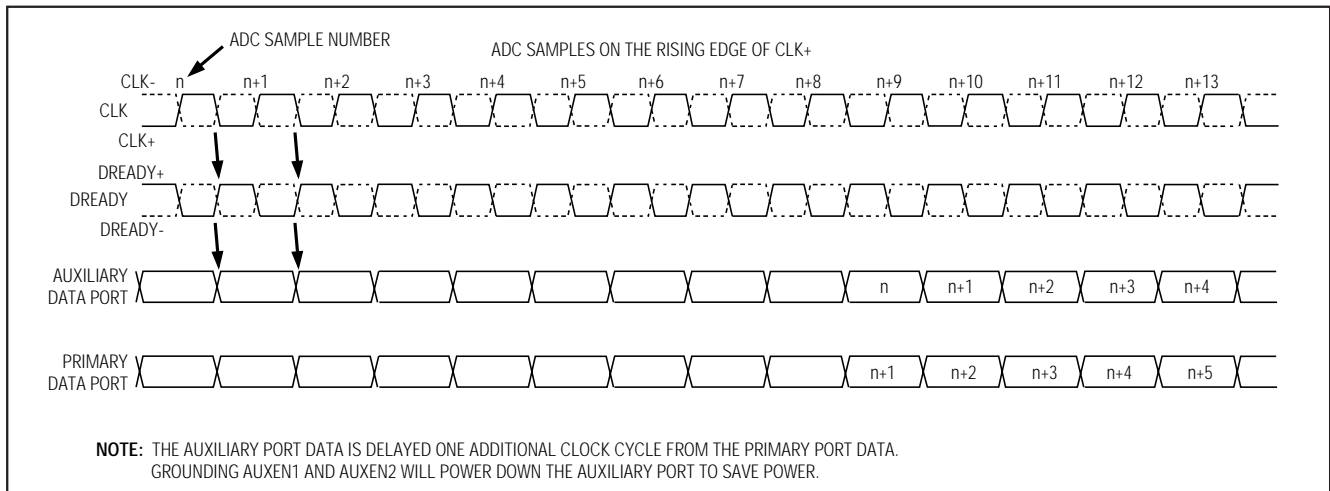 ADC SAMPLE NUMBER
ADC SAMPLES ON THE RISING EDGE OF CLK+
CLK- n n+1 n+2 n+3 n+4 n+5 n+6 n+7 n+8 n+9 n+10 n+11 n+12 n+13
CLK
CLK+
DREADY+
DREADY
DREADY-
AUXILIARY
DATA PORT
n n+1 n+2 n+3 n+4
PRIMARY
DATA PORT
n+1 n+2 n+3 n+4 n+5
NOTE: THE AUXILIARY PORT DATA IS DELAYED ONE ADDITIONAL CLOCK CYCLE FROM THE PRIMARY PORT DATA.
GROUNDING AUXEN1 AND AUXEN2 WILL POWER DOWN THE AUXILIARY PORT TO SAVE POWER.